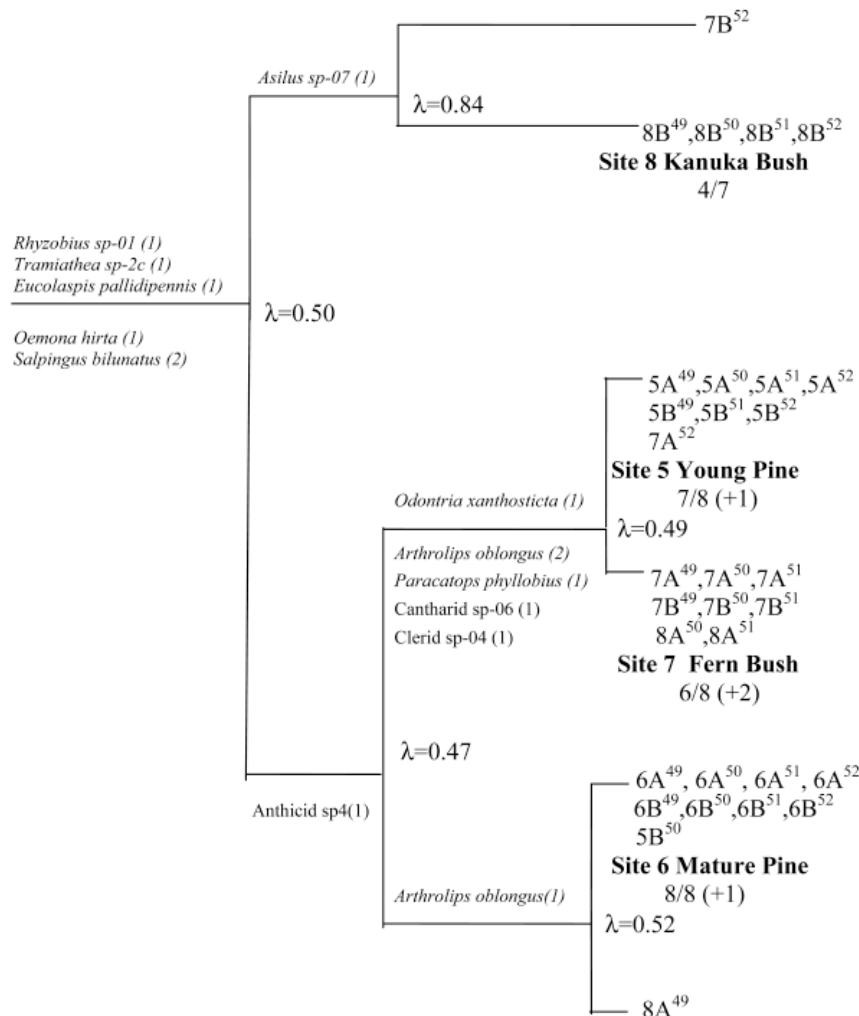 7B⁵²
Asilus sp-07 (1)
λ=0.84
8B⁴⁹,8B⁵⁰,8B⁵¹,8B⁵²
Site 8 Kanuka Bush
4/7
Rhyzobius sp-01 (1)
Tramiathea sp-2c (1)
Eucolaspis pallidipennis (1)
λ=0.50
Oemona hirta (1)
Salpingus bilunatus (2)
5A⁴⁹,5A⁵⁰,5A⁵¹,5A⁵²
5B⁴⁹,5B⁵¹,5B⁵²
7A⁵²
Site 5 Young Pine
7/8 (+1)
Odontria xanthosticta (1)
λ=0.49
Arthrolips oblongus (2)
Paracatops phyllobius (1)
Cantharid sp-06 (1)
Clerid sp-04 (1)
7A⁴⁹,7A⁵⁰,7A⁵¹
7B⁴⁹,7B⁵⁰,7B⁵¹
8A⁵⁰,8A⁵¹
Site 7 Fern Bush
6/8 (+2)
λ=0.47
Anthicid sp4(1)
6A⁴⁹, 6A⁵⁰, 6A⁵¹, 6A⁵²
6B⁴⁹,6B⁵⁰,6B⁵¹,6B⁵²
5B⁵⁰
Site 6 Mature Pine
8/8 (+1)
Arthrolips oblongus(1)
λ=0.52
8A⁴⁹